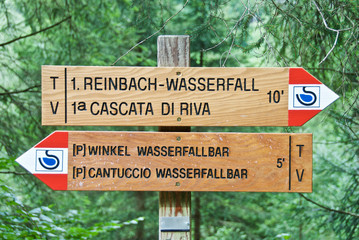 T 1. REINBACH-WASSERFALL
V 1ª CASCATA DI RIVA 10'
[P] WINKEL WASSERFALLBAR T
[P] CANTUCCIO WASSERFALLBAR 5' V